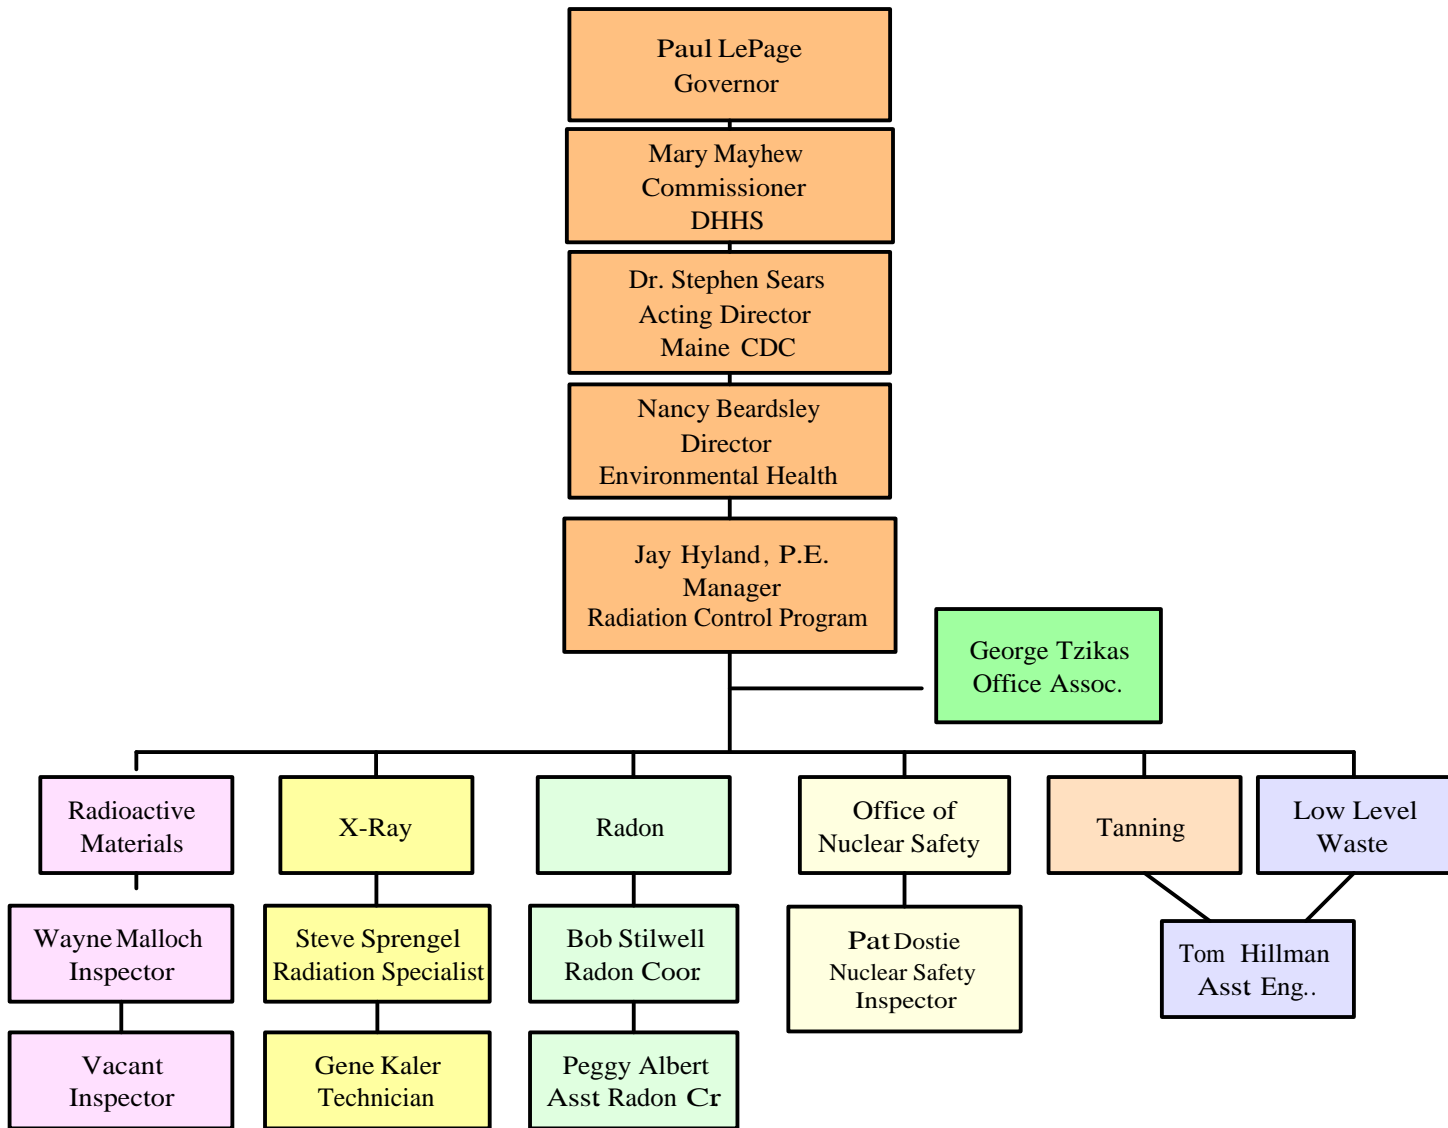 Paul LePage
Governor
Mary Mayhew
Commissioner
DHHS
Dr. Stephen Sears
Acting Director
Maine CDC
Nancy Beardsley
Director
Environmental Health
Jay Hyland, P.E.
Manager
Radiation Control Program
George Tzikas
Office Assoc.
Radioactive
Materials
X-Ray
Radon
Office of
Nuclear Safety
Tanning
Low Level
Waste
Wayne Malloch
Inspector
Steve Sprengel
Radiation Specialist
Bob Stilwell
Radon Coor.
Pat Dostie
Nuclear Safety
Inspector
Tom Hillman
Asst Eng..
Vacant
Inspector
Gene Kaler
Technician
Peggy Albert
Asst Radon Cr